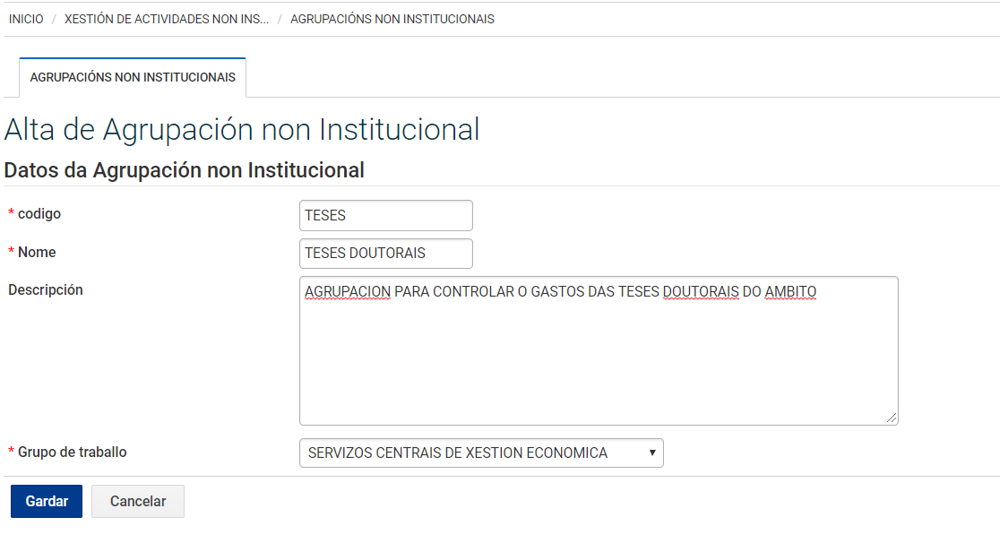 INICIO / XESTIÓN DE ACTIVIDADES NON INS... / AGRUPACIÓNS NON INSTITUCIONAIS
AGRUPACIÓNS NON INSTITUCIONAIS
Alta de Agrupación non Institucional
Datos da Agrupación non Institucional
* codigo TESES
* Nome TESES DOUTORAIS
Descripción AGRUPACION PARA CONTROLAR O GASTOS DAS TESES DOUTORAIS DO AMBITO
* Grupo de traballo SERVIZOS CENTRAIS DE XESTION ECONOMICA
Gardar Cancelar